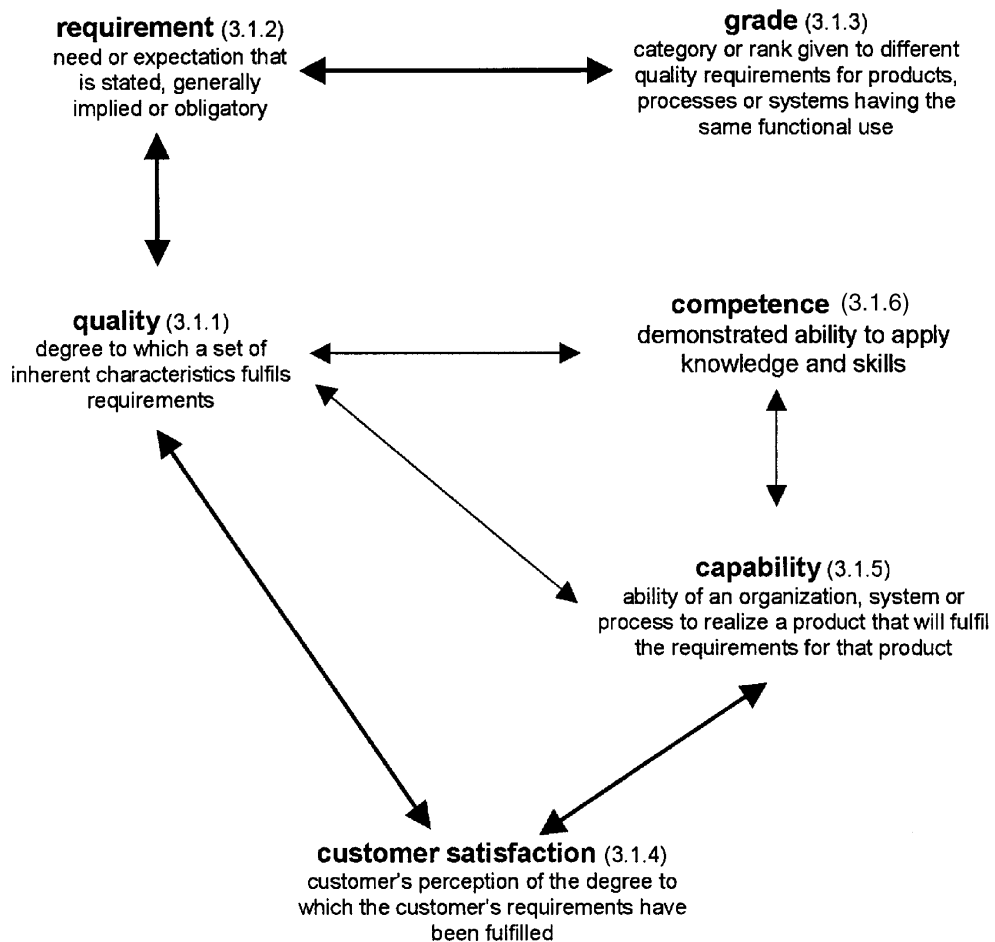 requirement (3.1.2)
need or expectation that
is stated, generally
implied or obligatory
grade (3.1.3)
category or rank given to different
quality requirements for products,
processes or systems having the
same functional use
quality (3.1.1)
degree to which a set of
inherent characteristics fulfils
requirements
competence (3.1.6)
demonstrated ability to apply
knowledge and skills
capability (3.1.5)
ability of an organization, system or
process to realize a product that will fulfil
the requirements for that product
customer satisfaction (3.1.4)
customer's perception of the degree to
which the customer's requirements have
been fulfilled